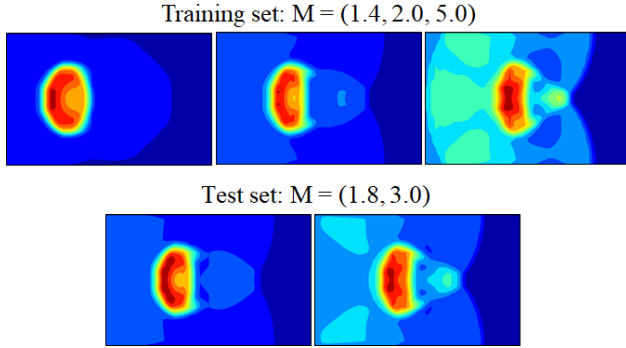 Training set: M = (1.4, 2.0, 5.0)
Test set: M = (1.8, 3.0)